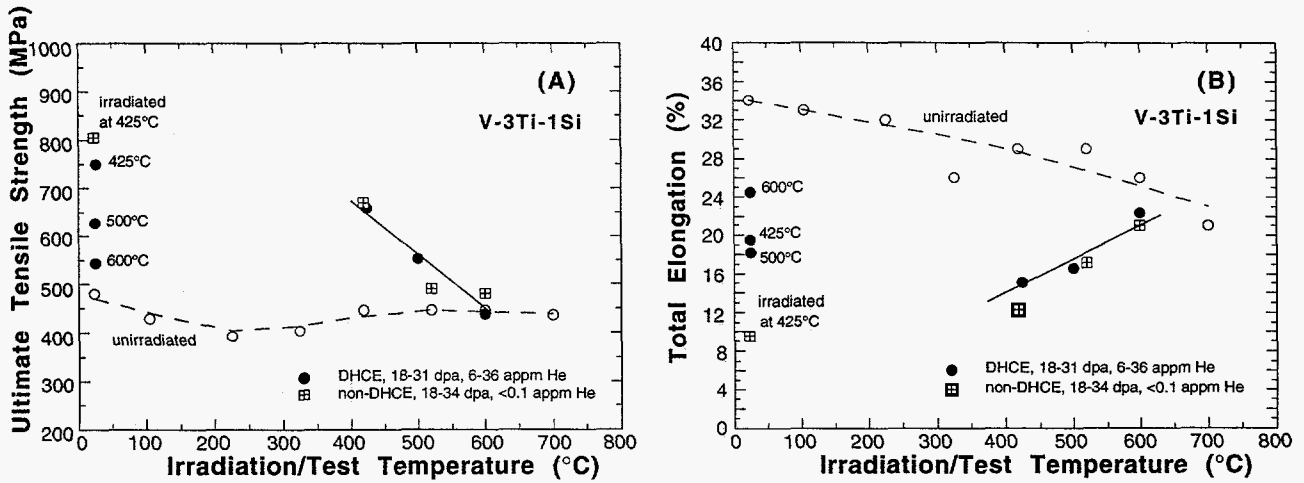 Ultimate Tensile Strength (MPa)
1000
900
800
700
600
500
400
300
200
(A)
V-3Ti-1Si
irradiated
at 425°C
425°C
500°C
600°C
unirradiated
DHCE, 18-31 dpa, 6-36 appm He
non-DHCE, 18-34 dpa, <0.1 appm He
0 100 200 300 400 500 600 700 800
Irradiation/Test Temperature (°C)
Total Elongation (%)
40
36
32
28
24
20
16
12
8
4
0
(B)
V-3Ti-1Si
unirradiated
600°C
425°C
500°C
irradiated
at 425°C
DHCE, 18-31 dpa, 6-36 appm He
non-DHCE, 18-34 dpa, <0.1 appm He
0 100 200 300 400 500 600 700 800
Irradiation/Test Temperature (°C)